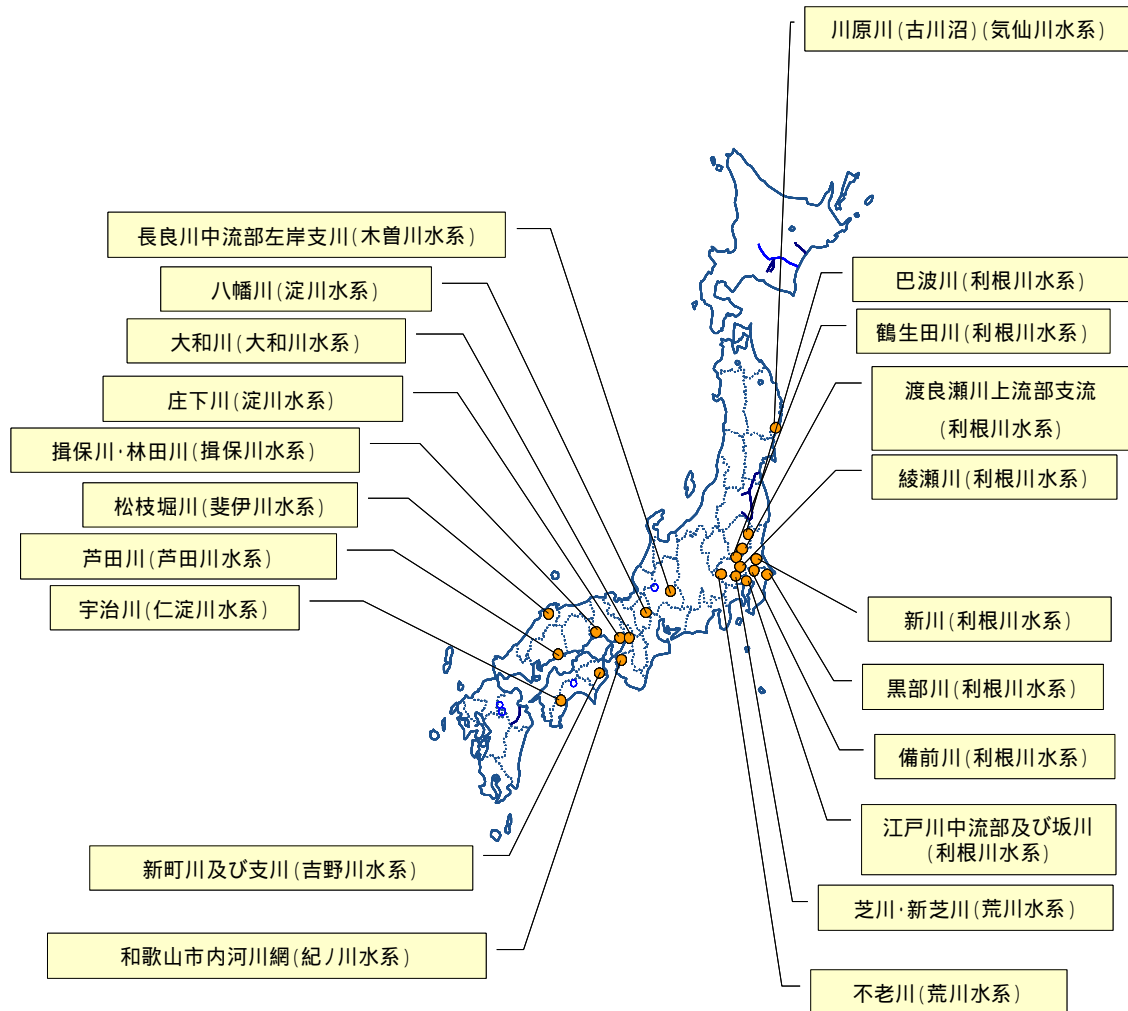 川原川(古川沼)(気仙川水系)
長良川中流部左岸支川(木曽川水系)
八幡川(淀川水系)
大和川(大和川水系)
庄下川(淀川水系)
揖保川・林田川(揖保川水系)
松枝堀川(斐伊川水系)
芦田川(芦田川水系)
宇治川(仁淀川水系)
新町川及び支川(吉野川水系)
和歌山市内河川網(紀ノ川水系)
巴波川(利根川水系)
鶴生田川(利根川水系)
渡良瀬川上流部支流
(利根川水系)
綾瀬川(利根川水系)
新川(利根川水系)
黒部川(利根川水系)
備前川(利根川水系)
江戸川中流部及び坂川
(利根川水系)
芝川・新芝川(荒川水系)
不老川(荒川水系)